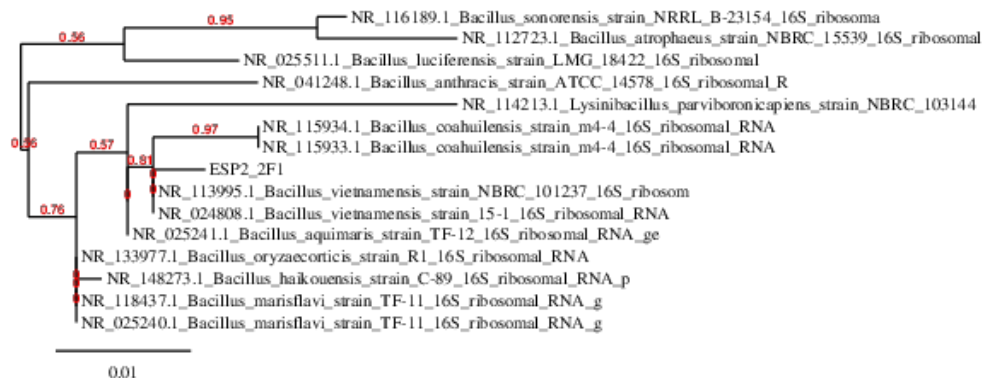 NR_116189.1_Bacillus_sonorensis_strain_NRRL_B-23154_16S_ribosoma
0.95
NR_112723.1_Bacillus_atrophaeus_strain_NBRC_15539_16S_ribosomal
0.56
NR_025511.1_Bacillus_luciferensis_strain_LMG_18422_16S_ribosomal
NR_041248.1_Bacillus_anthracis_strain_ATCC_14578_16S_ribosomal_R
NR_114213.1_Lysinibacillus_parviboronicapiens_strain_NBRC_103144
NR_115934.1_Bacillus_coahuilensis_strain_m4-4_16S_ribosomal_RNA
0.97
0.57
NR_115933.1_Bacillus_coahuilensis_strain_m4-4_16S_ribosomal_RNA
0.81
ESP2_2F1
NR_113995.1_Bacillus_vietnamensis_strain_NBRC_101237_16S_ribosom
0.76
NR_024808.1_Bacillus_vietnamensis_strain_15-1_16S_ribosomal_RNA
NR_025241.1_Bacillus_aquimaris_strain_TF-12_16S_ribosomal_RNA_ge
NR_133977.1_Bacillus_oryzaecorticis_strain_R1_16S_ribosomal_RNA
NR_148273.1_Bacillus_haikouensis_strain_C-89_16S_ribosomal_RNA_p
NR_118437.1_Bacillus_marisflavi_strain_TF-11_16S_ribosomal_RNA_g
NR_025240.1_Bacillus_marisflavi_strain_TF-11_16S_ribosomal_RNA_g
0.01